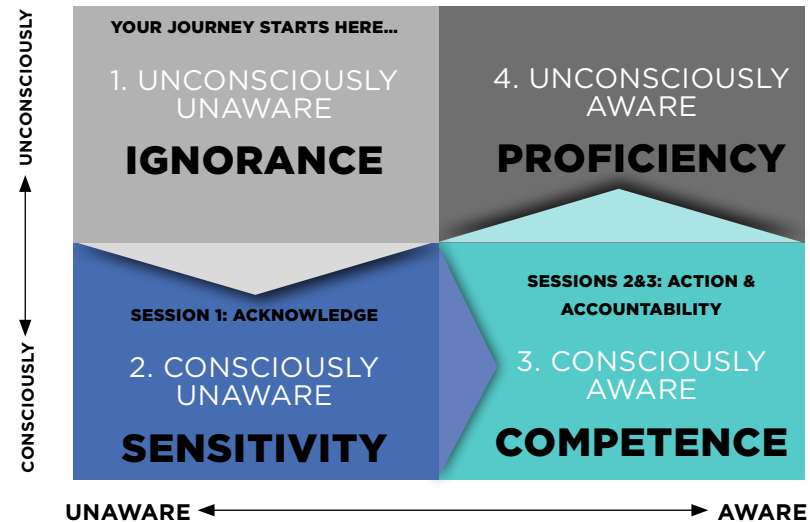 YOUR JOURNEY STARTS HERE...
1. UNCONSCIOUSLY
UNAWARE
IGNORANCE
4. UNCONSCIOUSLY
AWARE
PROFICIENCY
SESSION 1: ACKNOWLEDGE
2. CONSCIOUSLY
UNAWARE
SENSITIVITY
SESSIONS 2&3: ACTION &
ACCOUNTABILITY
3. CONSCIOUSLY
AWARE
COMPETENCE
UNCONSCIOUSLY
CONSCIOUSLY
UNAWARE
AWARE